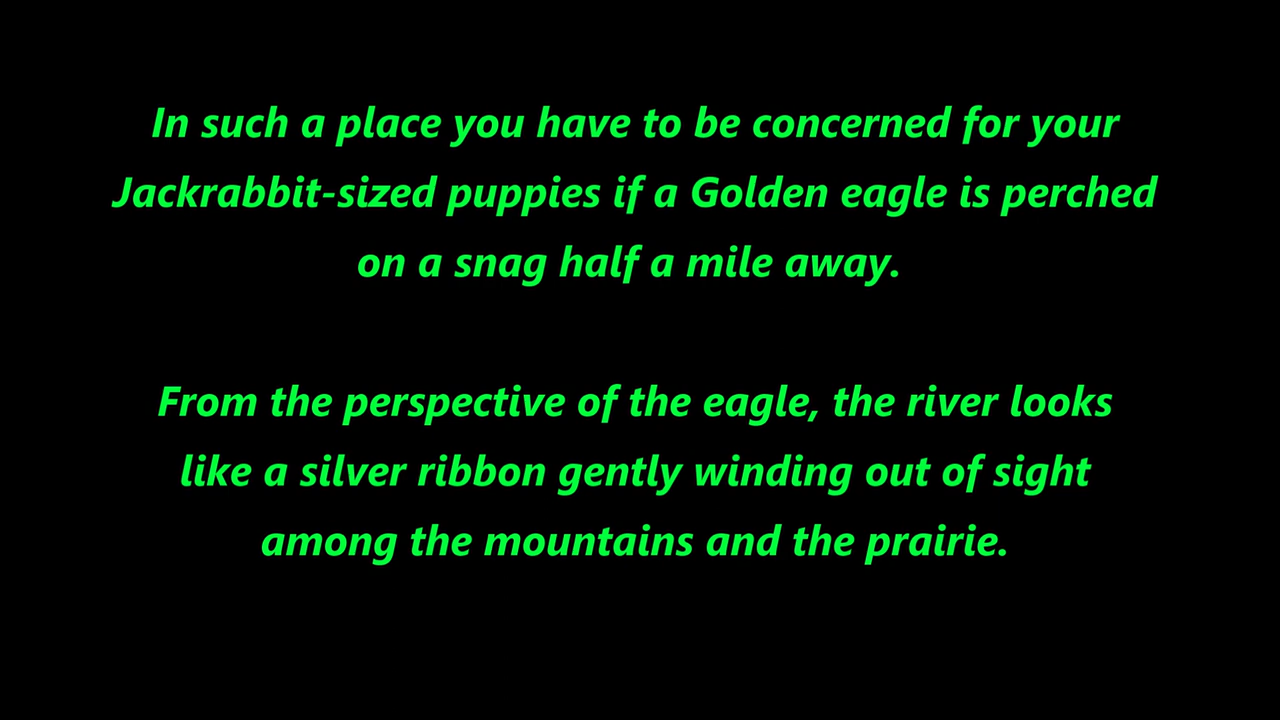 In such a place you have to be concerned for your
Jackrabbit-sized puppies if a Golden eagle is perched
on a snag half a mile away.
From the perspective of the eagle, the river looks
like a silver ribbon gently winding out of sight
among the mountains and the prairie.